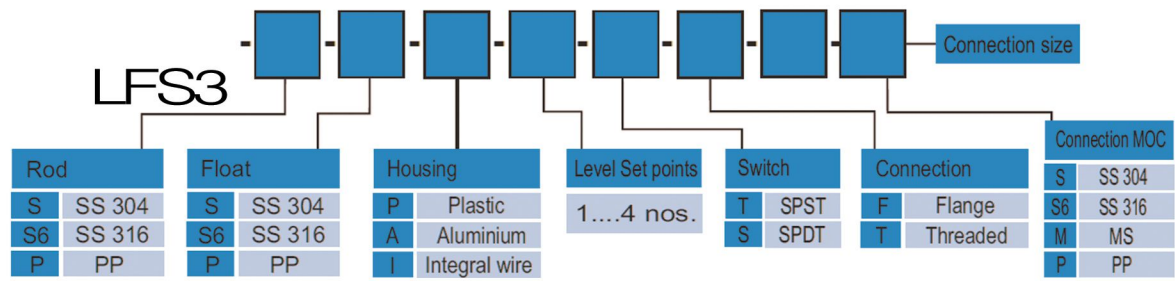 - - - - - - - - Connection size
LFS3
Rod
S SS 304
S6 SS 316
P PP
Float
S SS 304
S6 SS 316
P PP
Housing
P Plastic
A Aluminium
I Integral wire
Level Set points
1....4 nos.
Switch
T SPST
S SPDT
Connection
F Flange
T Threaded
Connection MOC
S SS 304
S6 SS 316
M MS
P PP